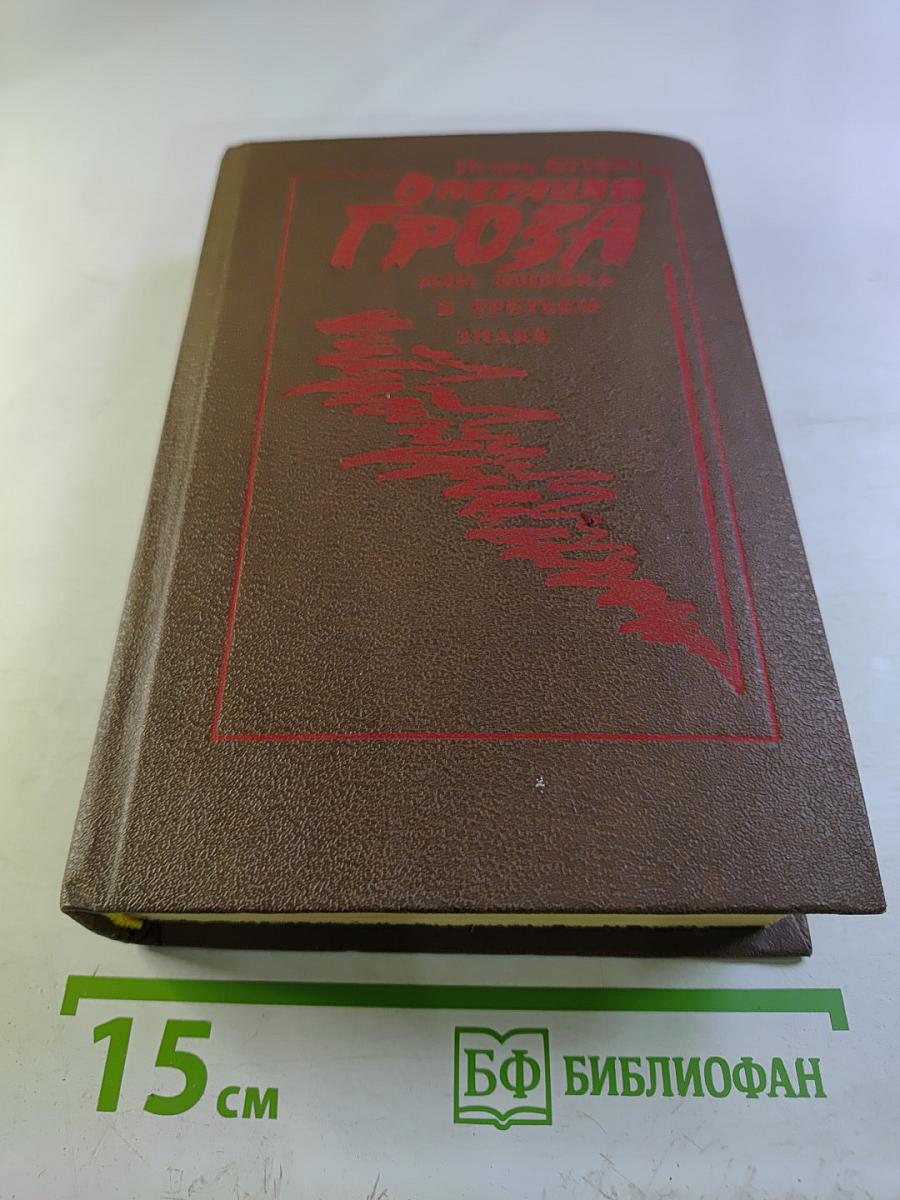 Игорь БУНИЧ
Операция
ГРОЗА
ИЛИ ОШИБКА
В ТРЕТЬЕМ
ЗНАКЕ
15 см
БФ БИБЛИОФАН